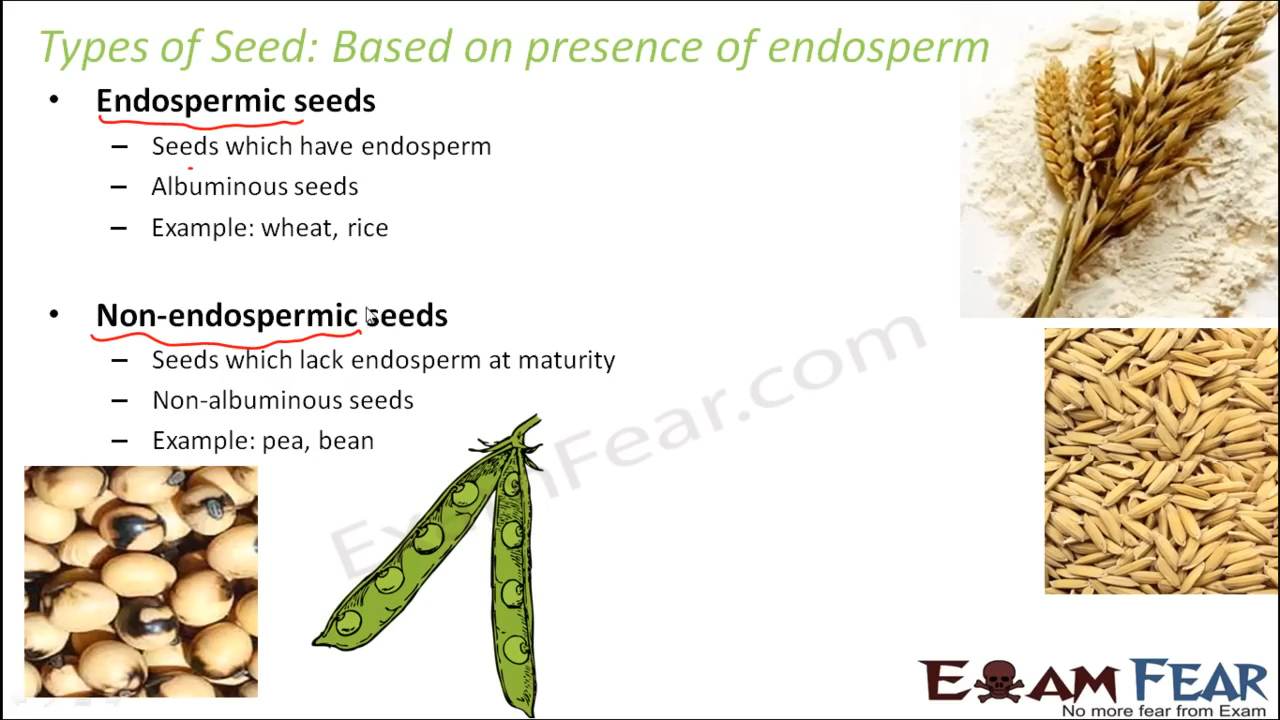 Types of Seed: Based on presence of endosperm
• Endospermic seeds
– Seeds which have endosperm
– Albuminous seeds
– Example: wheat, rice
• Non-endospermic seeds
– Seeds which lack endosperm at maturity
– Non-albuminous seeds
– Example: pea, bean
ExamFear.com
EXAM FEAR
No more fear from Exam